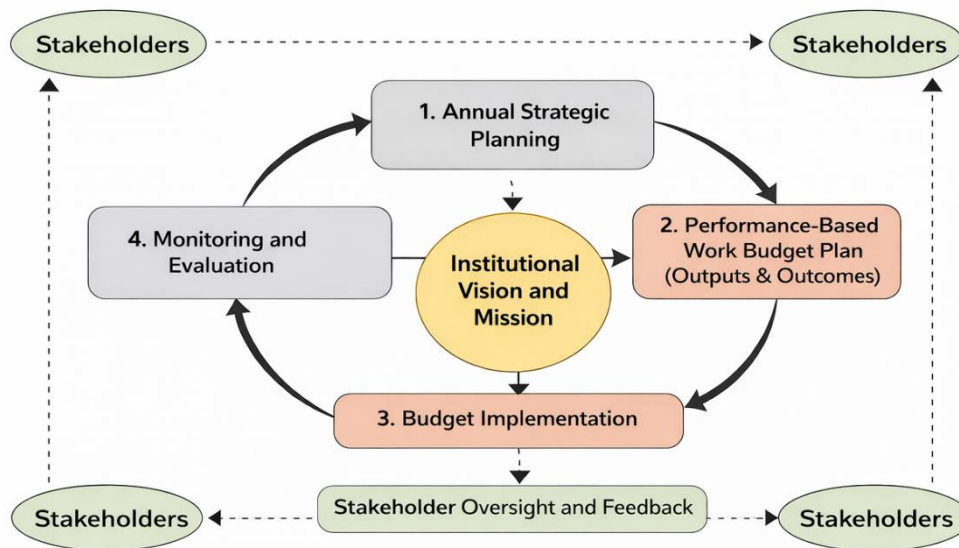 Stakeholders
Stakeholders
1. Annual Strategic
Planning
4. Monitoring and
Evaluation
Institutional
Vision and
Mission
2. Performance-Based
Work Budget Plan
(Outputs & Outcomes)
3. Budget Implementation
Stakeholders
Stakeholder Oversight and Feedback
Stakeholders